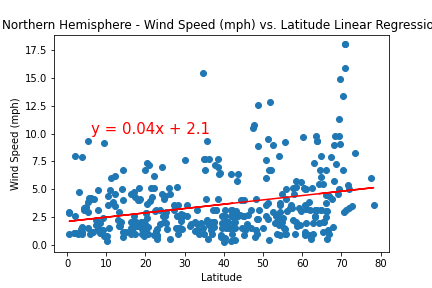 Northern Hemisphere - Wind Speed (mph) vs. Latitude Linear Regressio
17.5
15.0
12.5
10.0
7.5
5.0
2.5
0.0
Wind Speed (mph)
y = 0.04x + 2.1
0 10 20 30 40 50 60 70 80
Latitude